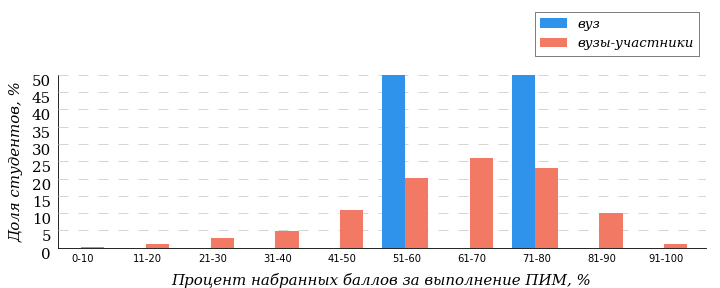 вуз
вузы-участники
Доля студентов, %
50
45
40
35
30
25
20
15
10
5
0
0-10 11-20 21-30 31-40 41-50 51-60 61-70 71-80 81-90 91-100
Процент набранных баллов за выполнение ПИМ, %